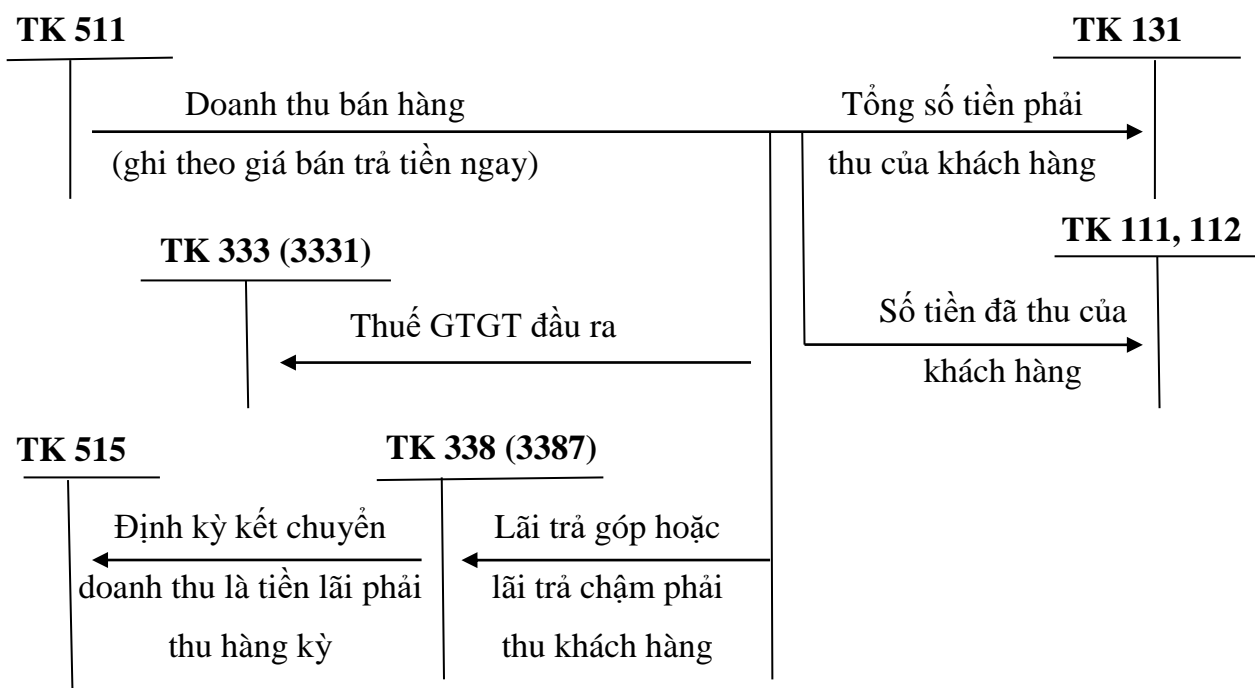 TK 511
TK 131
Doanh thu bán hàng
(ghi theo giá bán trả tiền ngay)
Tổng số tiền phải
thu của khách hàng
TK 111, 112
TK 333 (3331)
Thuế GTGT đầu ra
Số tiền đã thu của
khách hàng
TK 515
TK 338 (3387)
Định kỳ kết chuyển
doanh thu là tiền lãi phải
thu hàng kỳ
Lãi trả góp hoặc
lãi trả chậm phải
thu khách hàng